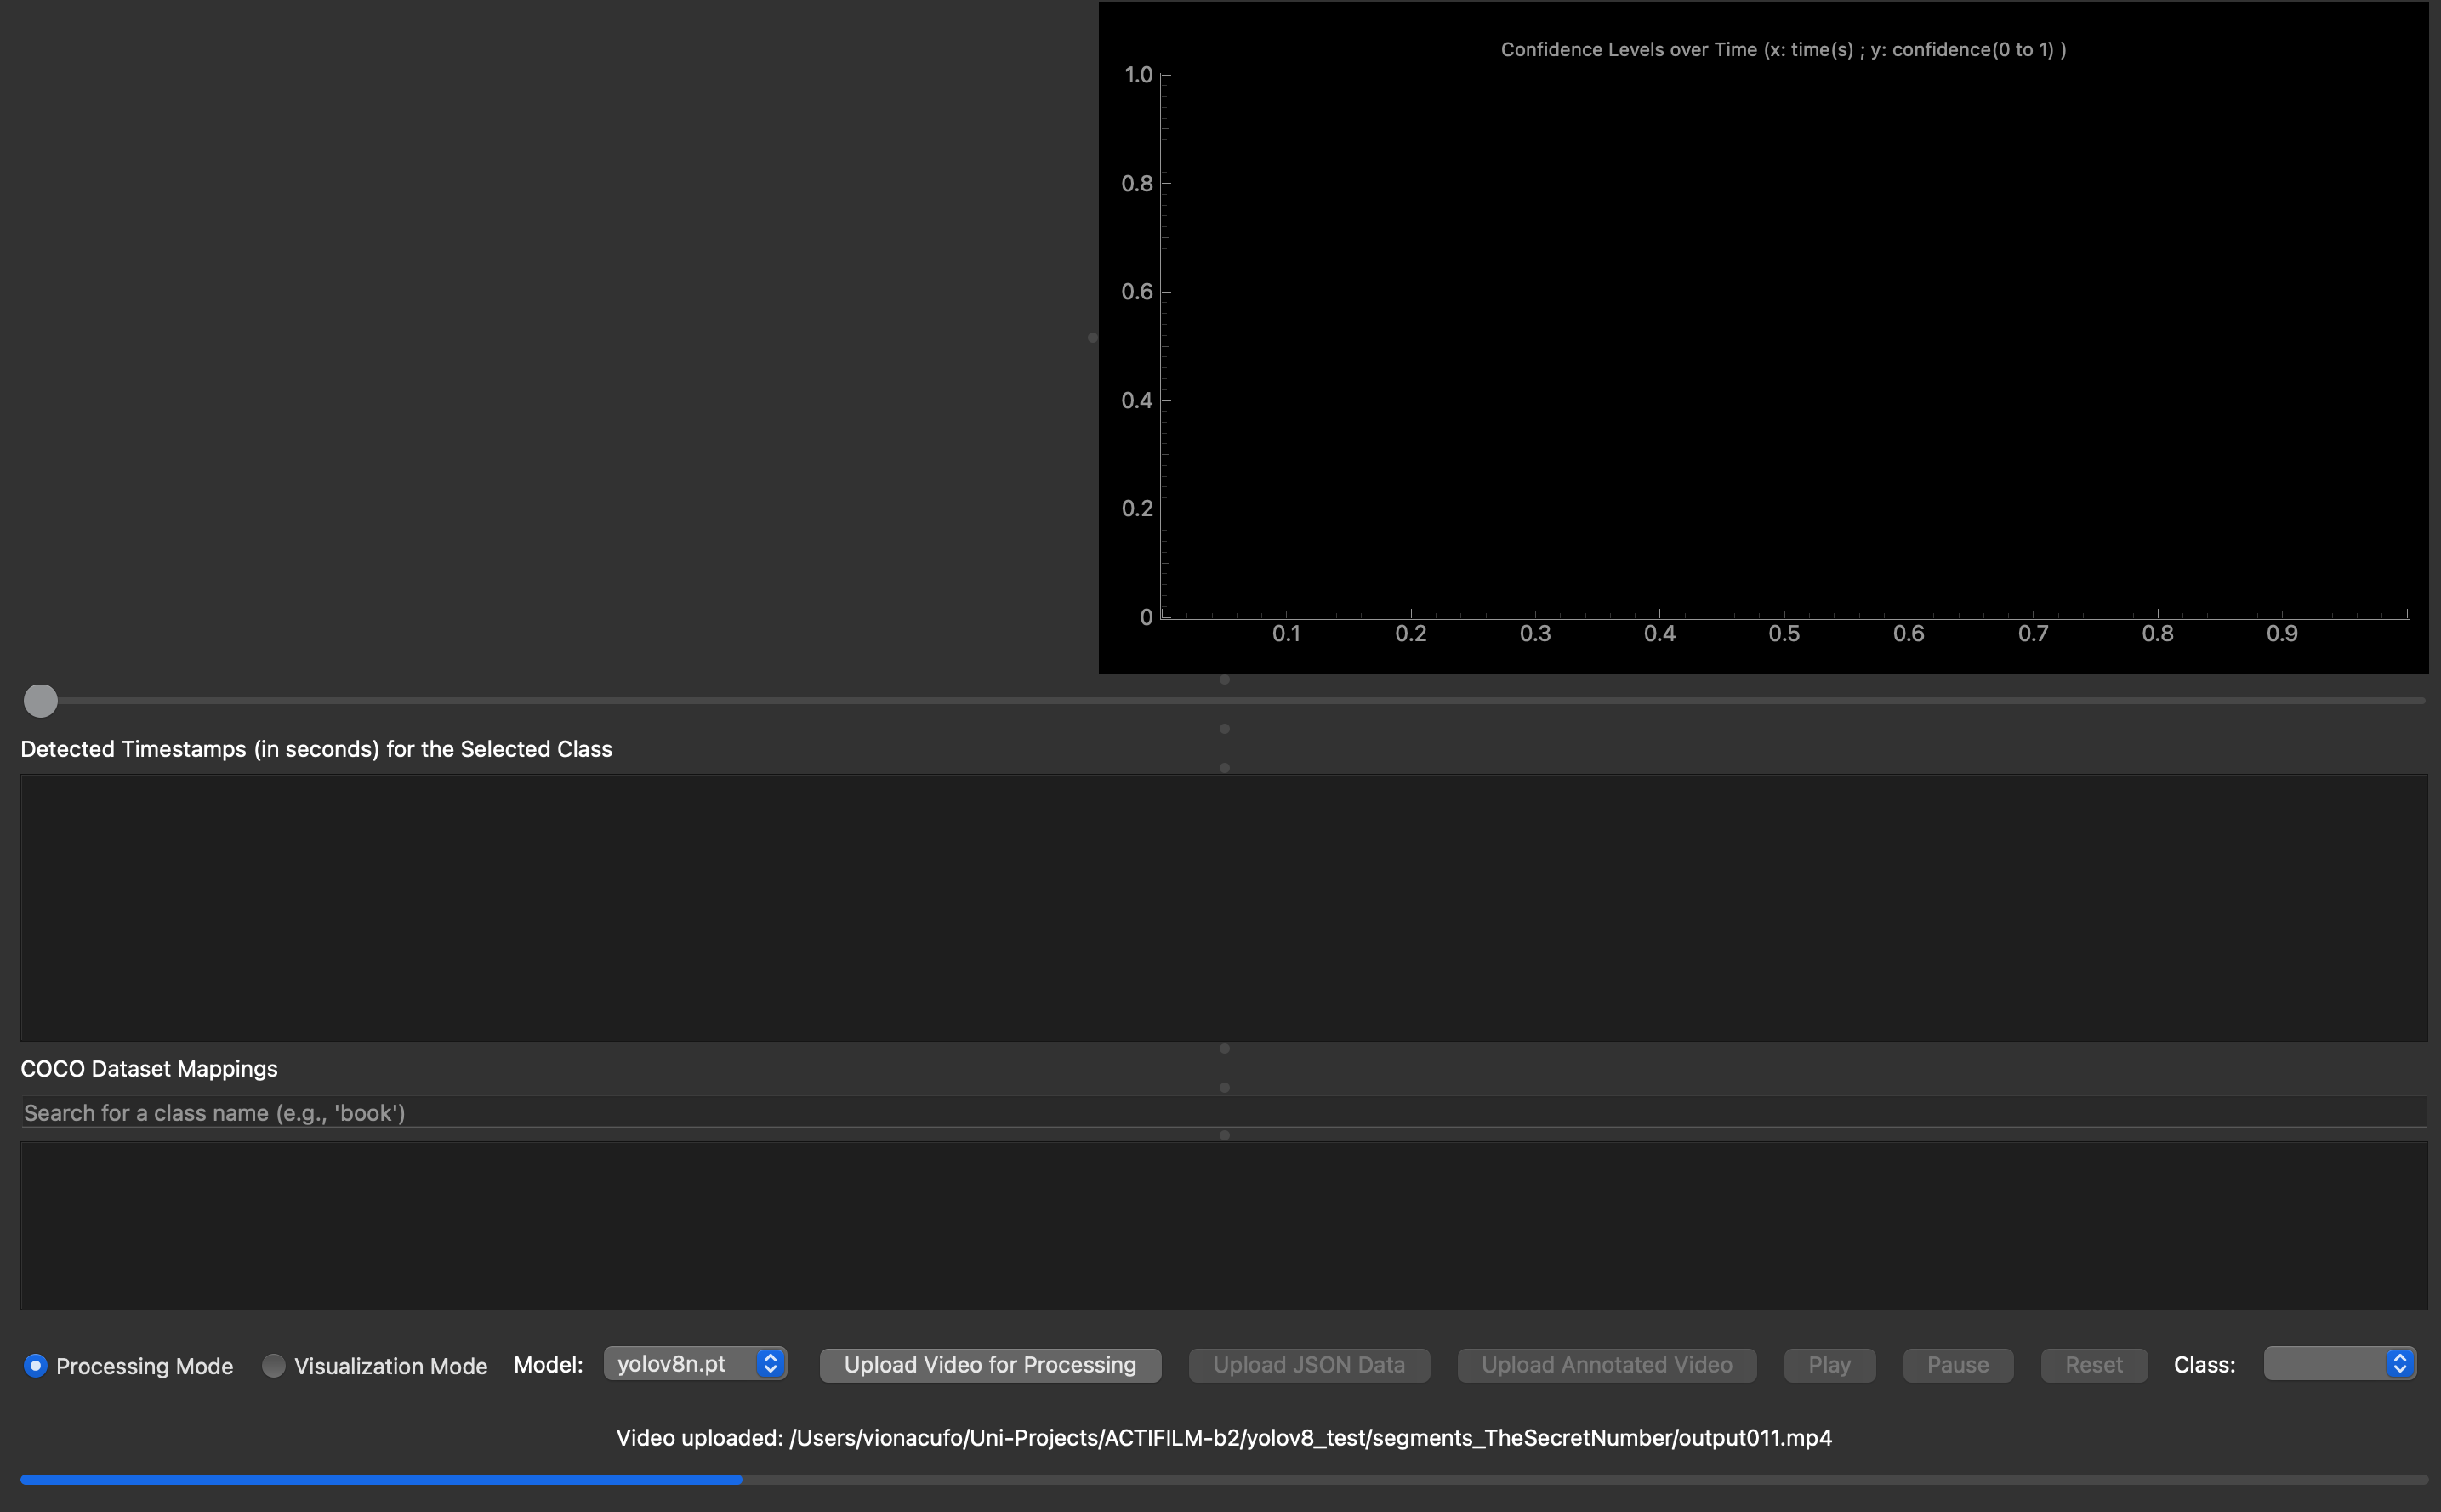 Confidence Levels over Time (x: time(s) ; y: confidence(0 to 1) )
1.0
0.8
0.6
0.4
0.2
0
0.1 0.2 0.3 0.4 0.5 0.6 0.7 0.8 0.9
Detected Timestamps (in seconds) for the Selected Class
COCO Dataset Mappings
Search for a class name (e.g., 'book')
Processing Mode Visualization Mode Model: yolov8n.pt Upload Video for Processing Upload JSON Data Upload Annotated Video Play Pause Reset Class:
Video uploaded: /Users/vionacufo/Uni-Projects/ACTIFILM-b2/yolov8_test/segments_TheSecretNumber/output011.mp4